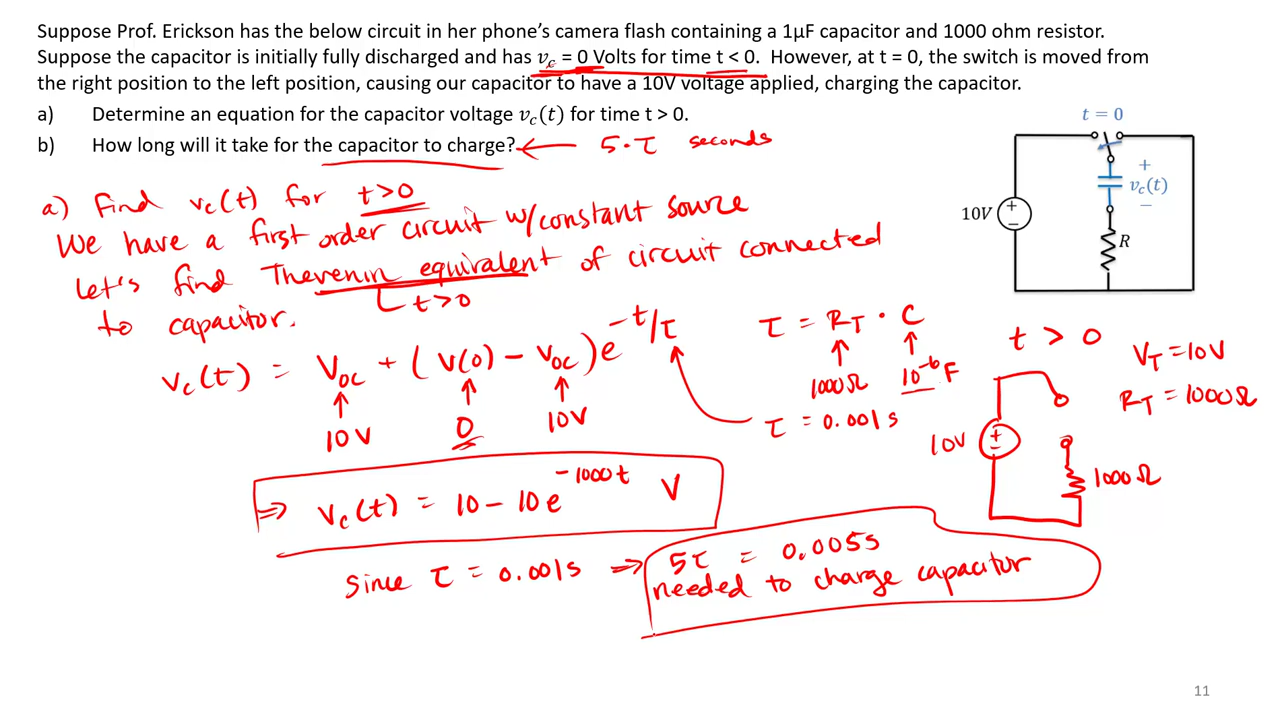 Suppose Prof. Erickson has the below circuit in her phone's camera flash containing a 1μF capacitor and 1000 ohm resistor.
Suppose the capacitor is initially fully discharged and has v_c = 0 Volts for time t < 0. However, at t = 0, the switch is moved from
the right position to the left position, causing our capacitor to have a 10V voltage applied, charging the capacitor.
a) Determine an equation for the capacitor voltage v_c(t) for time t > 0.
b) How long will it take for the capacitor to charge? ← 5·τ seconds
t = 0
+
v_c(t)
−
10V
+
−
R
a) Find v_c(t) for t>0
We have a first order circuit w/constant source
Let's find Thevenin equivalent of circuit connected
t>0
to capacitor.
v_c(t) = V_OC + (V(0) − V_OC) e^{−t/τ}
10V
0
10V
τ = R_T · C
1000Ω
10^{-6} F
τ = 0.001s
t > 0
V_T = 10V
R_T = 1000Ω
10V
+
−
1000Ω
⇒ v_c(t) = 10 − 10e^{−1000t} V
Since τ = 0.001s ⇒ 5τ = 0.005s
needed to charge capacitor
11